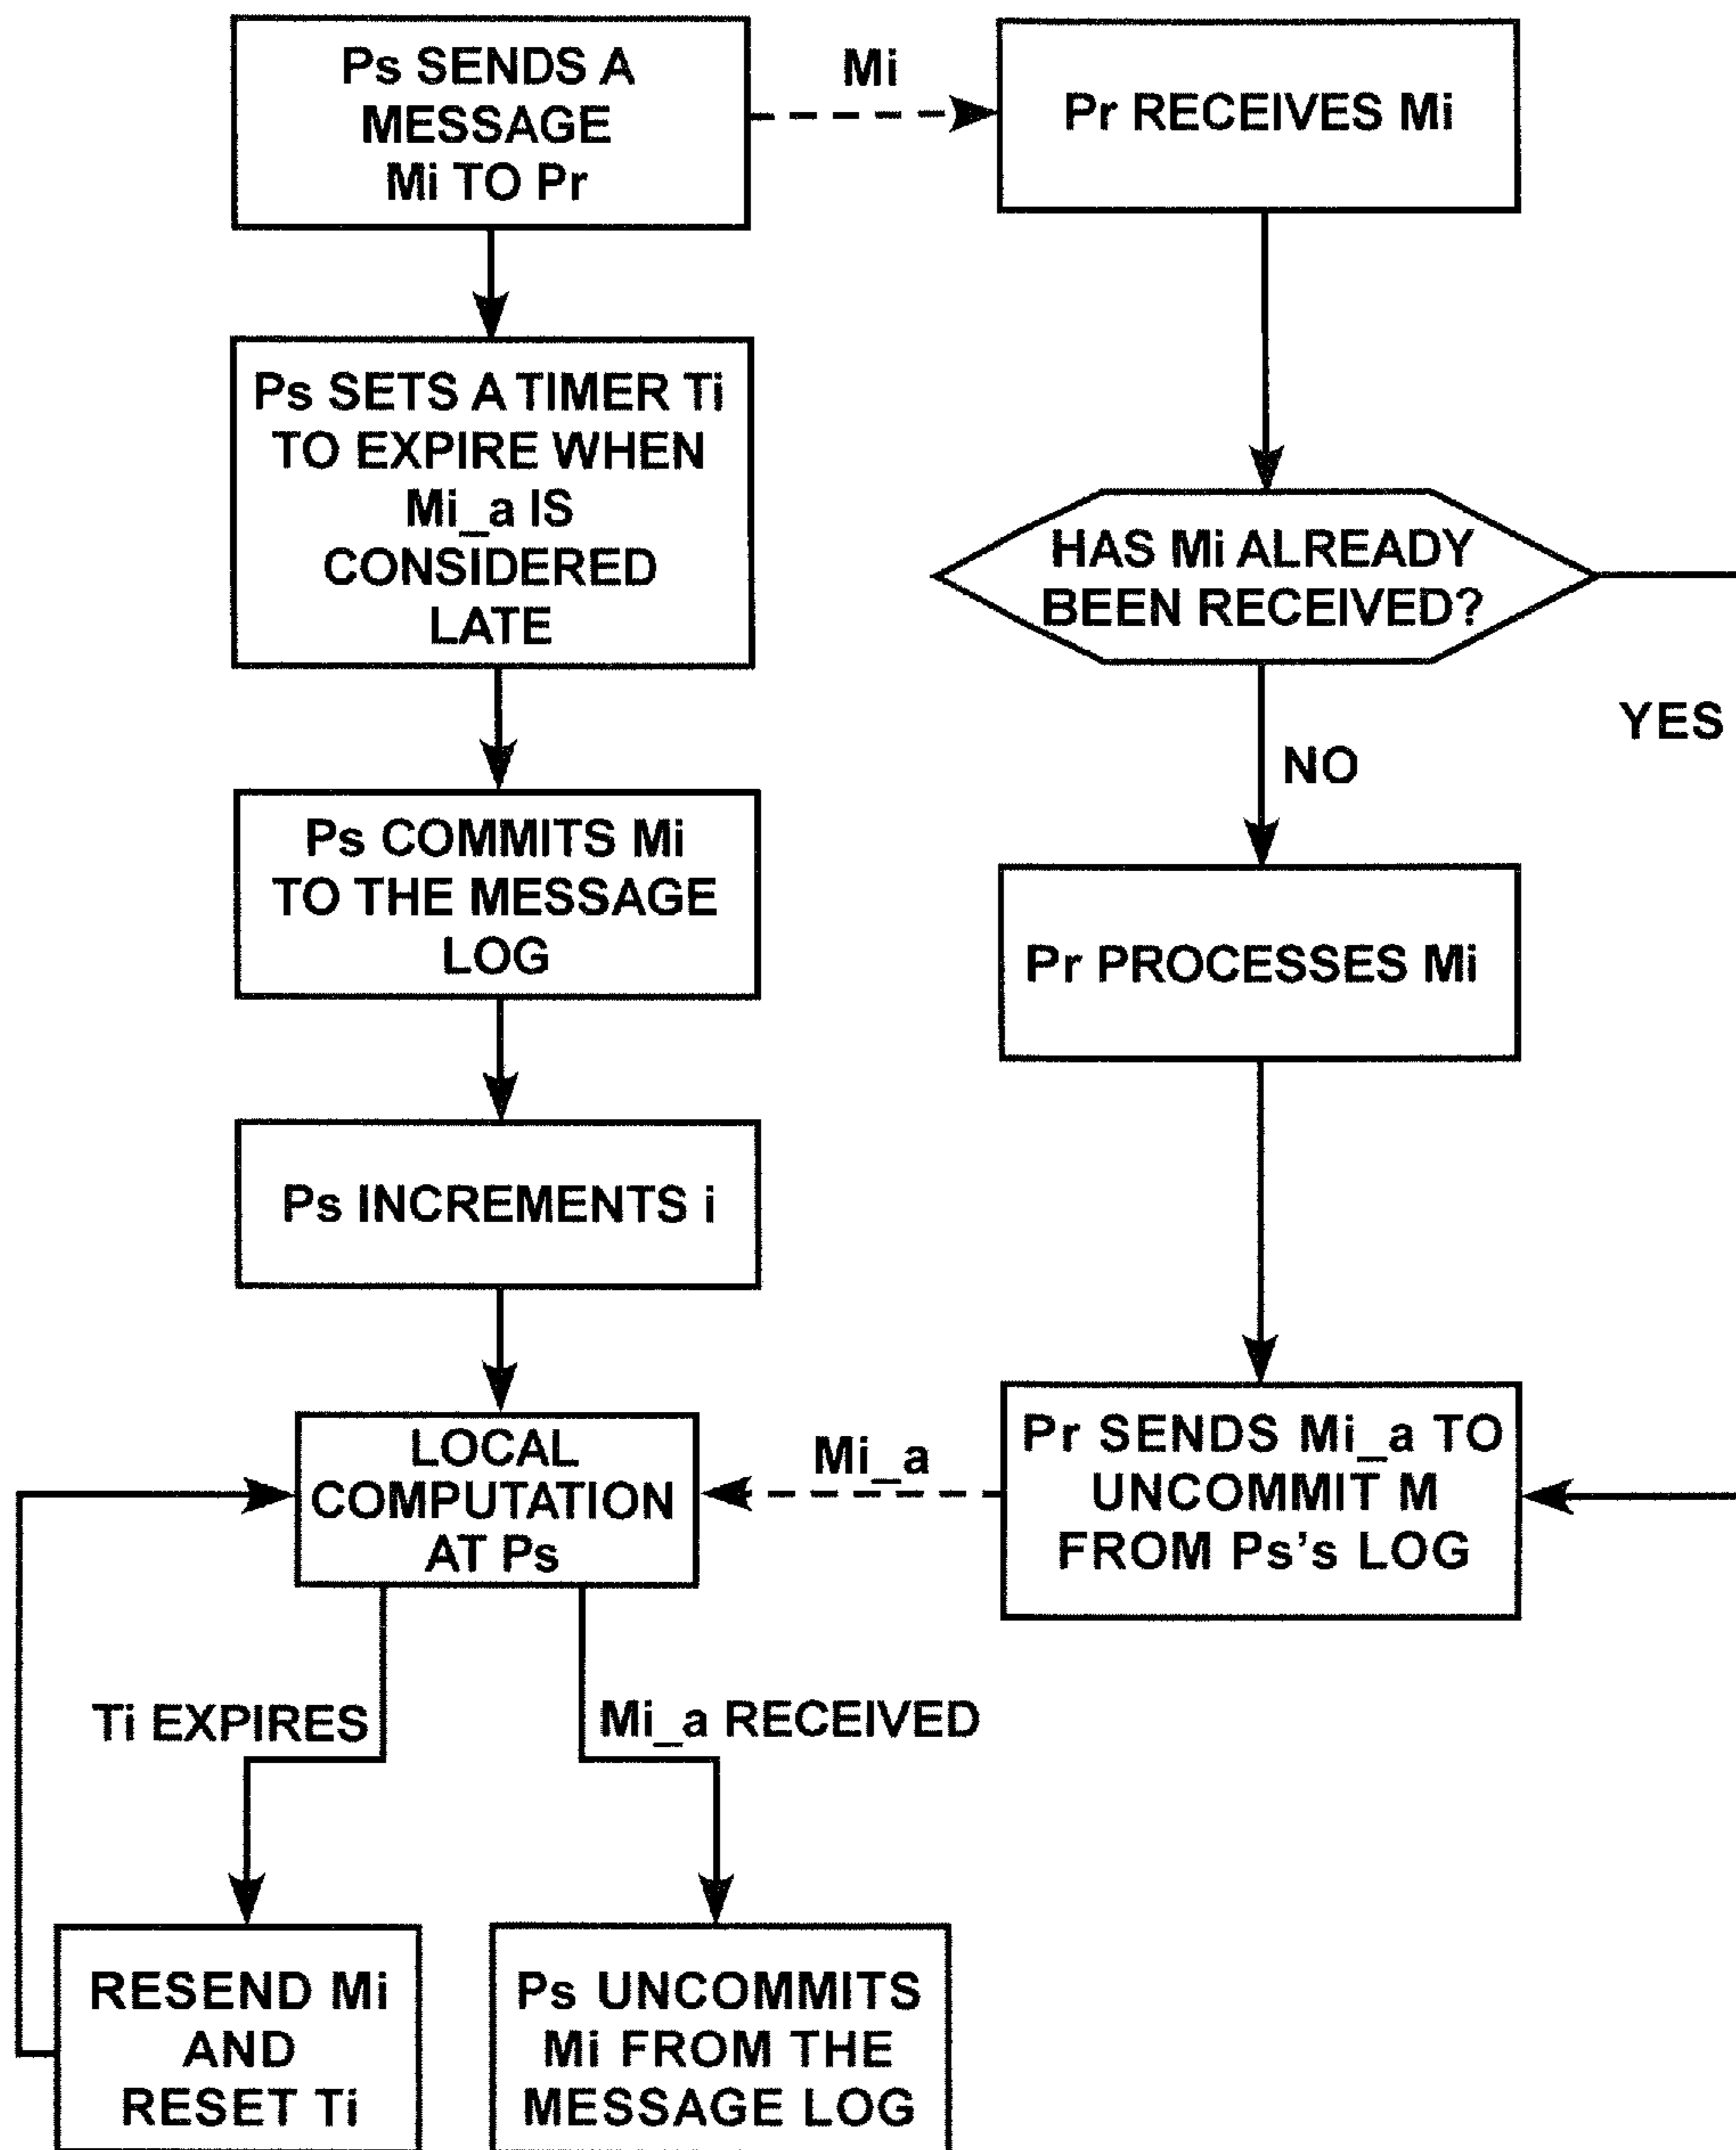 Ps SENDS A
MESSAGE
Mi TO Pr
Mi
Pr RECEIVES Mi
Ps SETS A TIMER Ti
TO EXPIRE WHEN
Mi_a IS
CONSIDERED
LATE
HAS Mi ALREADY
BEEN RECEIVED?
YES
NO
Ps COMMITS Mi
TO THE MESSAGE
LOG
Pr PROCESSES Mi
Ps INCREMENTS i
LOCAL
COMPUTATION
AT Ps
Mi_a
Pr SENDS Mi_a TO
UNCOMMIT M
FROM Ps's LOG
Ti EXPIRES
Mi_a RECEIVED
RESEND Mi
AND
RESET Ti
Ps UNCOMMITS
Mi FROM THE
MESSAGE LOG